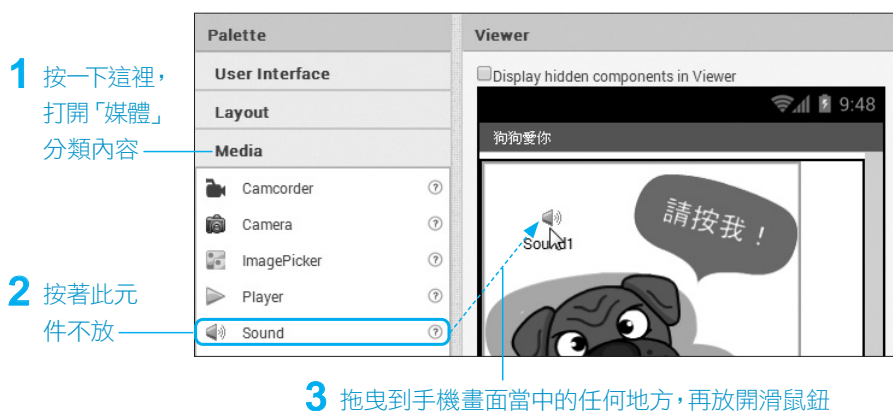 Palette
Viewer
1 按一下這裡，
打開「媒體」
分類內容
User Interface
Layout
Media
Camcorder
Camera
ImagePicker
Player
Sound
2 按著此元
件不放
Display hidden components in Viewer
9:48
狗狗愛你
請按我！
Sound1
3 拖曳到手機畫面當中的任何地方，再放開滑鼠鈕